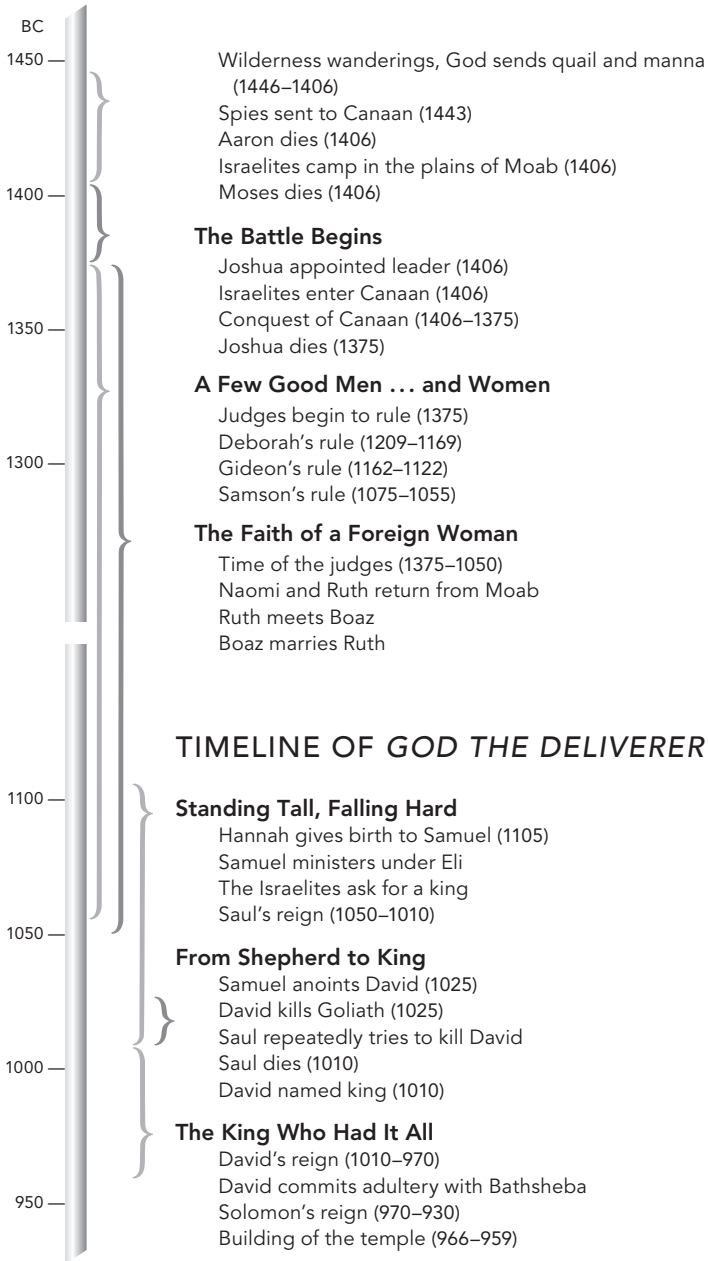 BC
1450
Wilderness wanderings, God sends quail and manna
(1446–1406)
Spies sent to Canaan (1443)
Aaron dies (1406)
Israelites camp in the plains of Moab (1406)
1400
Moses dies (1406)
The Battle Begins
Joshua appointed leader (1406)
Israelites enter Canaan (1406)
1350
Conquest of Canaan (1406–1375)
Joshua dies (1375)
A Few Good Men ... and Women
Judges begin to rule (1375)
Deborah’s rule (1209–1169)
1300
Gideon’s rule (1162–1122)
Samson’s rule (1075–1055)
The Faith of a Foreign Woman
Time of the judges (1375–1050)
Naomi and Ruth return from Moab
Ruth meets Boaz
Boaz marries Ruth
TIMELINE OF GOD THE DELIVERER
1100
Standing Tall, Falling Hard
Hannah gives birth to Samuel (1105)
Samuel ministers under Eli
The Israelites ask for a king
Saul’s reign (1050–1010)
1050
From Shepherd to King
Samuel anoints David (1025)
David kills Goliath (1025)
Saul repeatedly tries to kill David
1000
Saul dies (1010)
David named king (1010)
The King Who Had It All
David’s reign (1010–970)
David commits adultery with Bathsheba
950
Solomon’s reign (970–930)
Building of the temple (966–959)